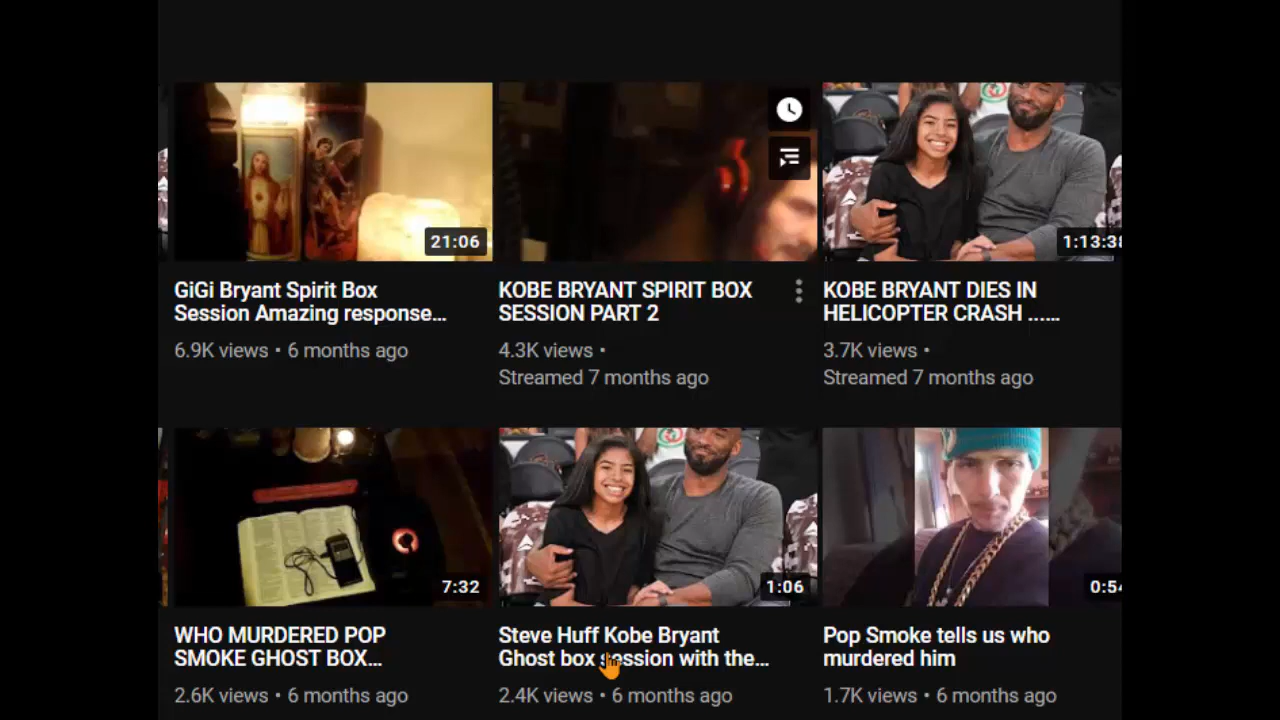 21:06
1:13:38
GiGi Bryant Spirit Box
Session Amazing response...
6.9K views • 6 months ago
KOBE BRYANT SPIRIT BOX
SESSION PART 2
4.3K views •
Streamed 7 months ago
KOBE BRYANT DIES IN
HELICOPTER CRASH ......
3.7K views •
Streamed 7 months ago
7:32
1:06
0:54
WHO MURDERED POP
SMOKE GHOST BOX...
2.6K views • 6 months ago
Steve Huff Kobe Bryant
Ghost box session with the...
2.4K views • 6 months ago
Pop Smoke tells us who
murdered him
1.7K views • 6 months ago